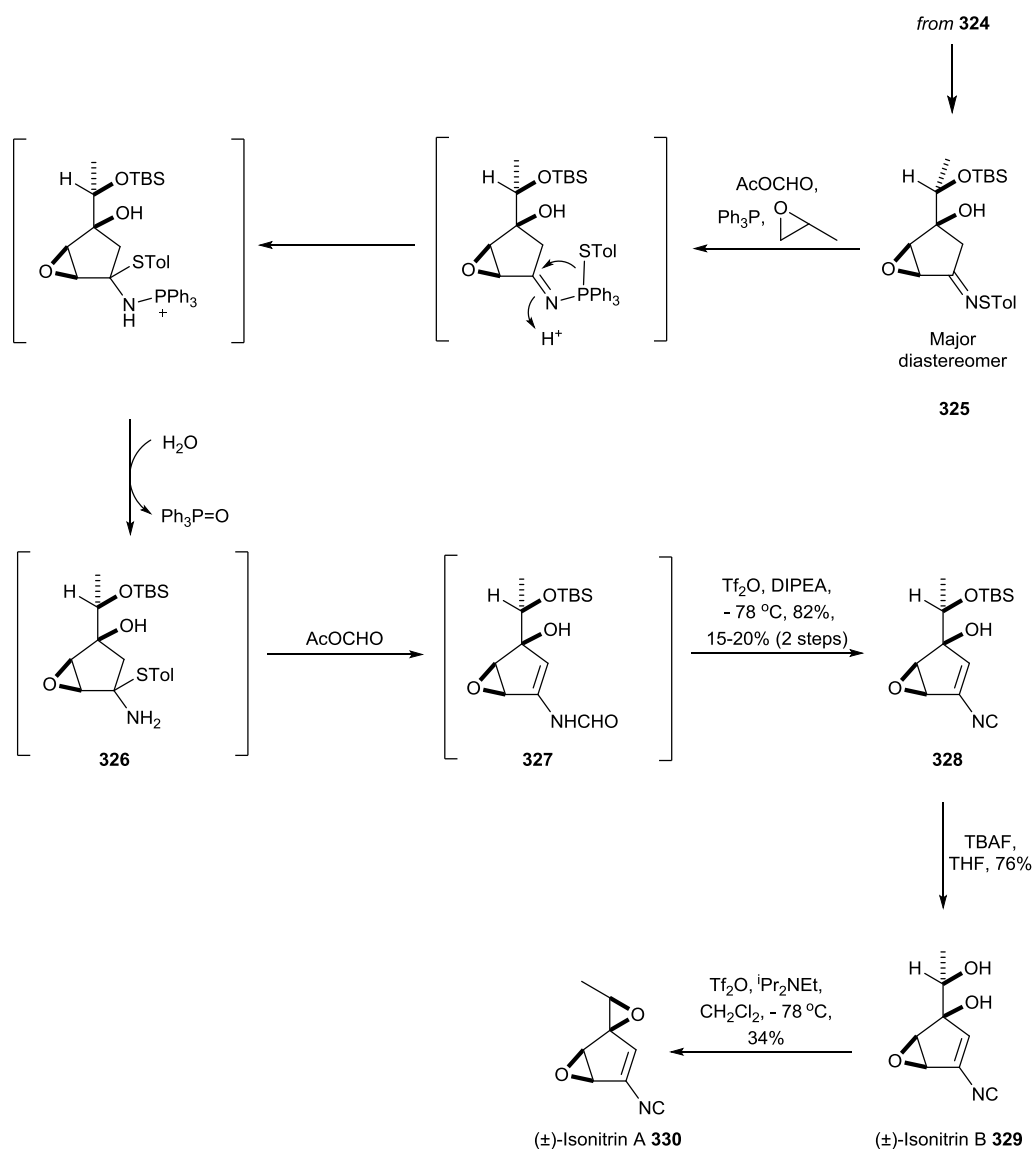 from 324
H
OTBS
OH
O
STol
N
H
PPh3
+
H
OTBS
OH
O
STol
N
P
Ph3
H+
AcOCHO,
Ph3P,
O
H
OTBS
OH
O
NSTol
Major
diastereomer
325
H2O
Ph3P=O
H
OTBS
OH
O
STol
NH2
326
AcOCHO
H
OTBS
OH
O
NHCHO
327
Tf2O, DIPEA,
- 78 oC, 82%,
15-20% (2 steps)
H
OTBS
OH
O
NC
328
TBAF,
THF, 76%
O
O
NC
(±)-Isonitrin A 330
Tf2O, iPr2NEt,
CH2Cl2, - 78 oC,
34%
H
OH
OH
O
NC
(±)-Isonitrin B 329